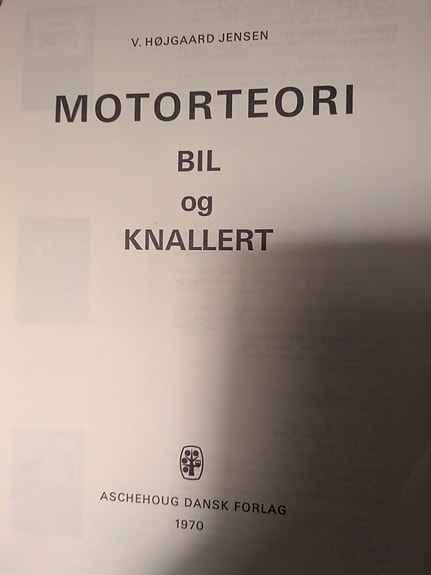 V. HØJGAARD JENSEN
MOTORTEORI
BIL
og
KNALLERT
ASCHEHOUG DANSK FORLAG
1970